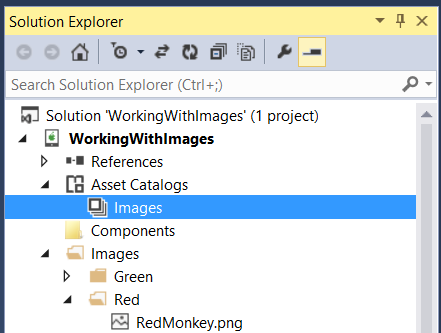 Solution Explorer
Search Solution Explorer (Ctrl+;)
Solution 'WorkingWithImages' (1 project)
WorkingWithImages
References
Asset Catalogs
Images
Components
Images
Green
Red
RedMonkey.png